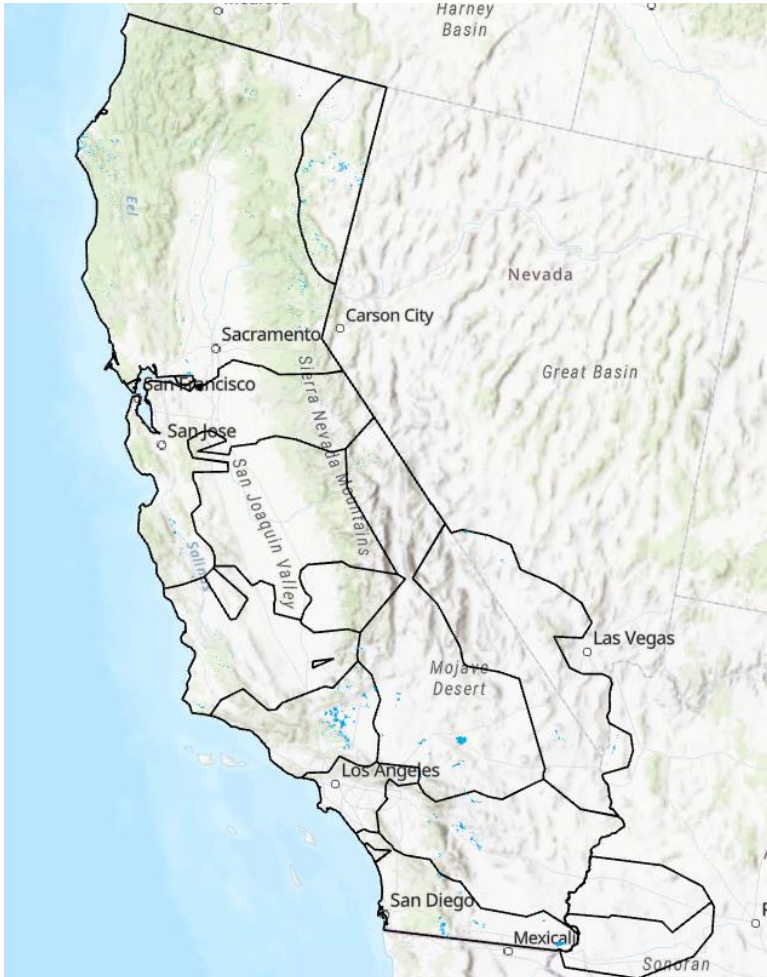 Harney
Basin
Eel
Nevada
Carson City
Sacramento
Great Basin
San Francisco
San Jose
Sierra Nevada Mountains
San Joaquin Valley
Salinas
Las Vegas
Mojave
Desert
Los Angeles
San Diego
Mexicali
Sonoran